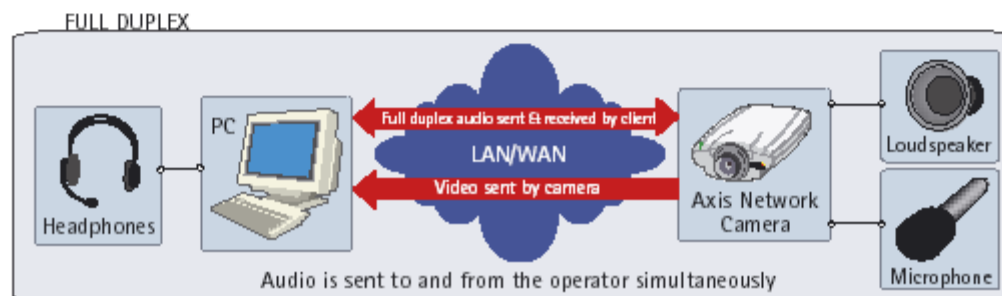 FULL DUPLEX
PC
Headphones
Full duplex audio sent & received by client
LAN/WAN
Video sent by camera
Axis Network
Camera
Loudspeaker
Microphone
Audio is sent to and from the operator simultaneously